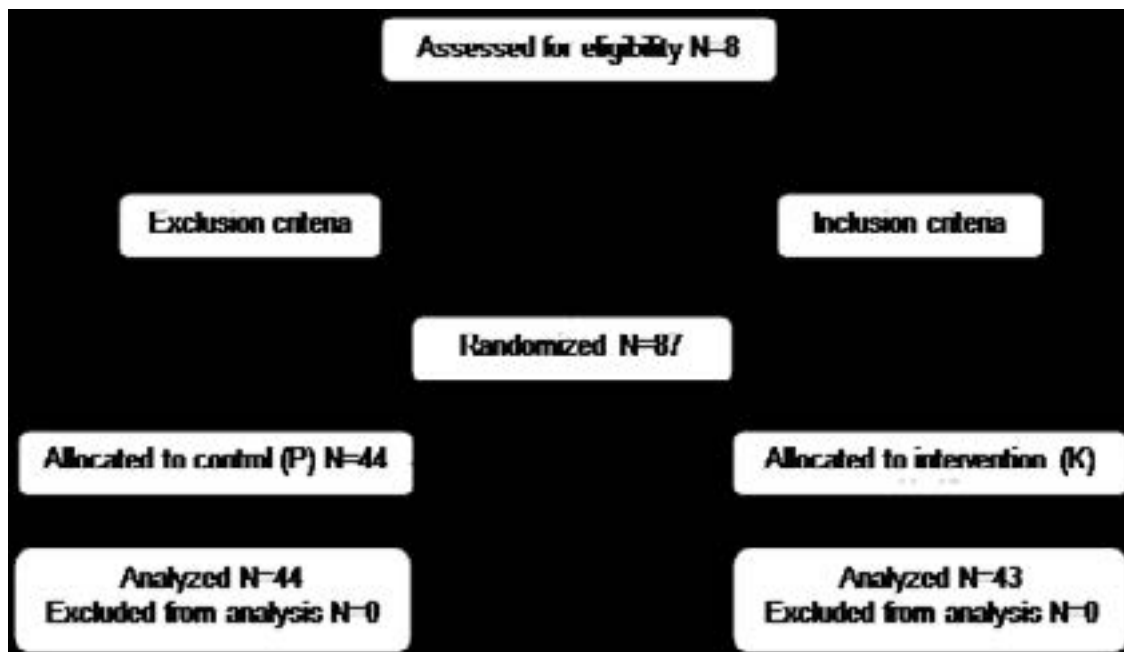 Assessed for eligibility N=8
Exclusion criteria
Inclusion criteria
Randomized N=87
Allocated to control (P) N=44
Allocated to intervention (K)
Analyzed N=44
Excluded from analysis N=0
Analyzed N=43
Excluded from analysis N=0